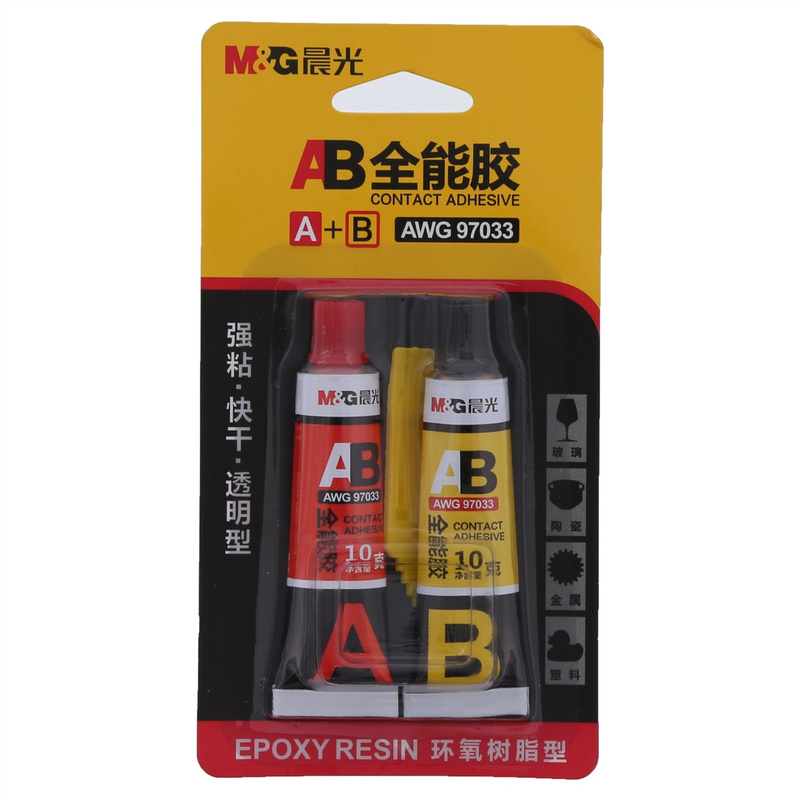 M&G晨光
AB全能胶
CONTACT ADHESIVE
A+B AWG 97033
强粘·快干·透明型
M&G晨光
AB
AWG 97033
全能胶
CONTACT
ADHESIVE
10克
净含量
A
M&G晨光
AB
AWG 97033
全能胶
CONTACT
ADHESIVE
10克
净含量
B
玻璃
陶瓷
金属
塑料
EPOXY RESIN 环氧树脂型